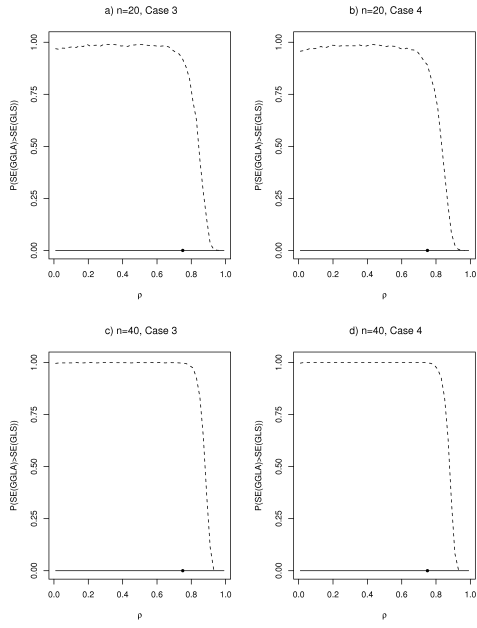 a) n=20, Case 3
P(SE(GGLA)>SE(GLS))
1.00
0.75
0.50
0.25
0.00
0.0 0.2 0.4 0.6 0.8 1.0
ρ
b) n=20, Case 4
P(SE(GGLA)>SE(GLS))
1.00
0.75
0.50
0.25
0.00
0.0 0.2 0.4 0.6 0.8 1.0
ρ
c) n=40, Case 3
P(SE(GGLA)>SE(GLS))
1.00
0.75
0.50
0.25
0.00
0.0 0.2 0.4 0.6 0.8 1.0
ρ
d) n=40, Case 4
P(SE(GGLA)>SE(GLS))
1.00
0.75
0.50
0.25
0.00
0.0 0.2 0.4 0.6 0.8 1.0
ρ